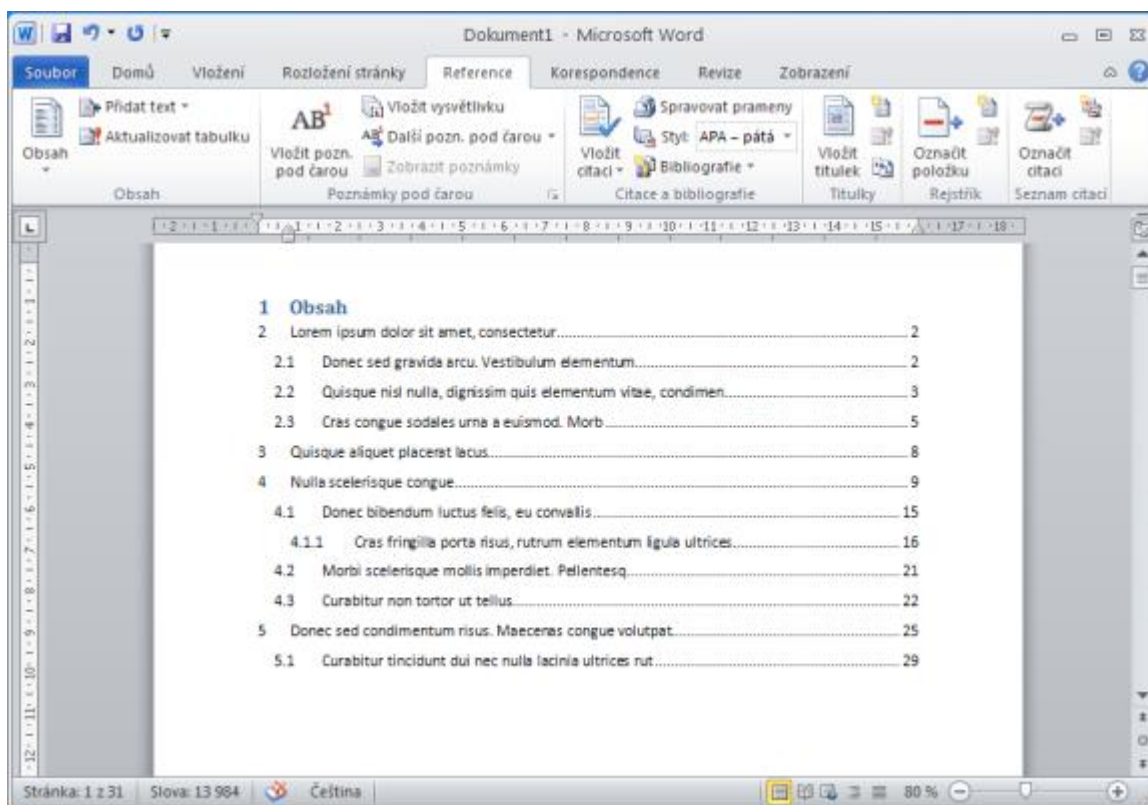 Dokument1 - Microsoft Word
Soubor Domů Vložení Rozložení stránky Reference Korespondence Revize Zobrazení
Obsah
Přidat text
Aktualizovat tabulku
Obsah
AB1
Vložit pozn. pod čarou
Vložit vysvětlivku
Další pozn. pod čarou
Zobrazit poznámky
Poznámky pod čarou
Vložit citaci
Spravovat prameny
Styl: APA – pátá
Bibliografie
Citace a bibliografie
Vložit titulek
Titulky
Označit položku
Rejstřík
Označit citaci
Seznam citací
1 Obsah
2 Lorem ipsum dolor sit amet, consectetur 2
2.1 Donec sed gravida arcu. Vestibulum elementum 2
2.2 Quisque nisl nulla, dignissim quis elementum vitae, condimen 3
2.3 Cras congue sodales urna a euismod. Morb 5
3 Quisque aliquet placerat lacus 8
4 Nulla scelerisque congue 9
4.1 Donec bibendum luctus felis, eu convallis 15
4.1.1 Cras fringilla porta risus, rutrum elementum ligula ultrices 16
4.2 Morbi scelerisque mollis imperdiet. Pellentesq 21
4.3 Curabitur non tortor ut tellus 22
5 Donec sed condimentum risus. Maecenas congue volutpat 25
5.1 Curabitur tincidunt dui nec nulla lacinia ultrices rut 29
Stránka: 1 z 31 Slova: 13 984 Čeština 80 %